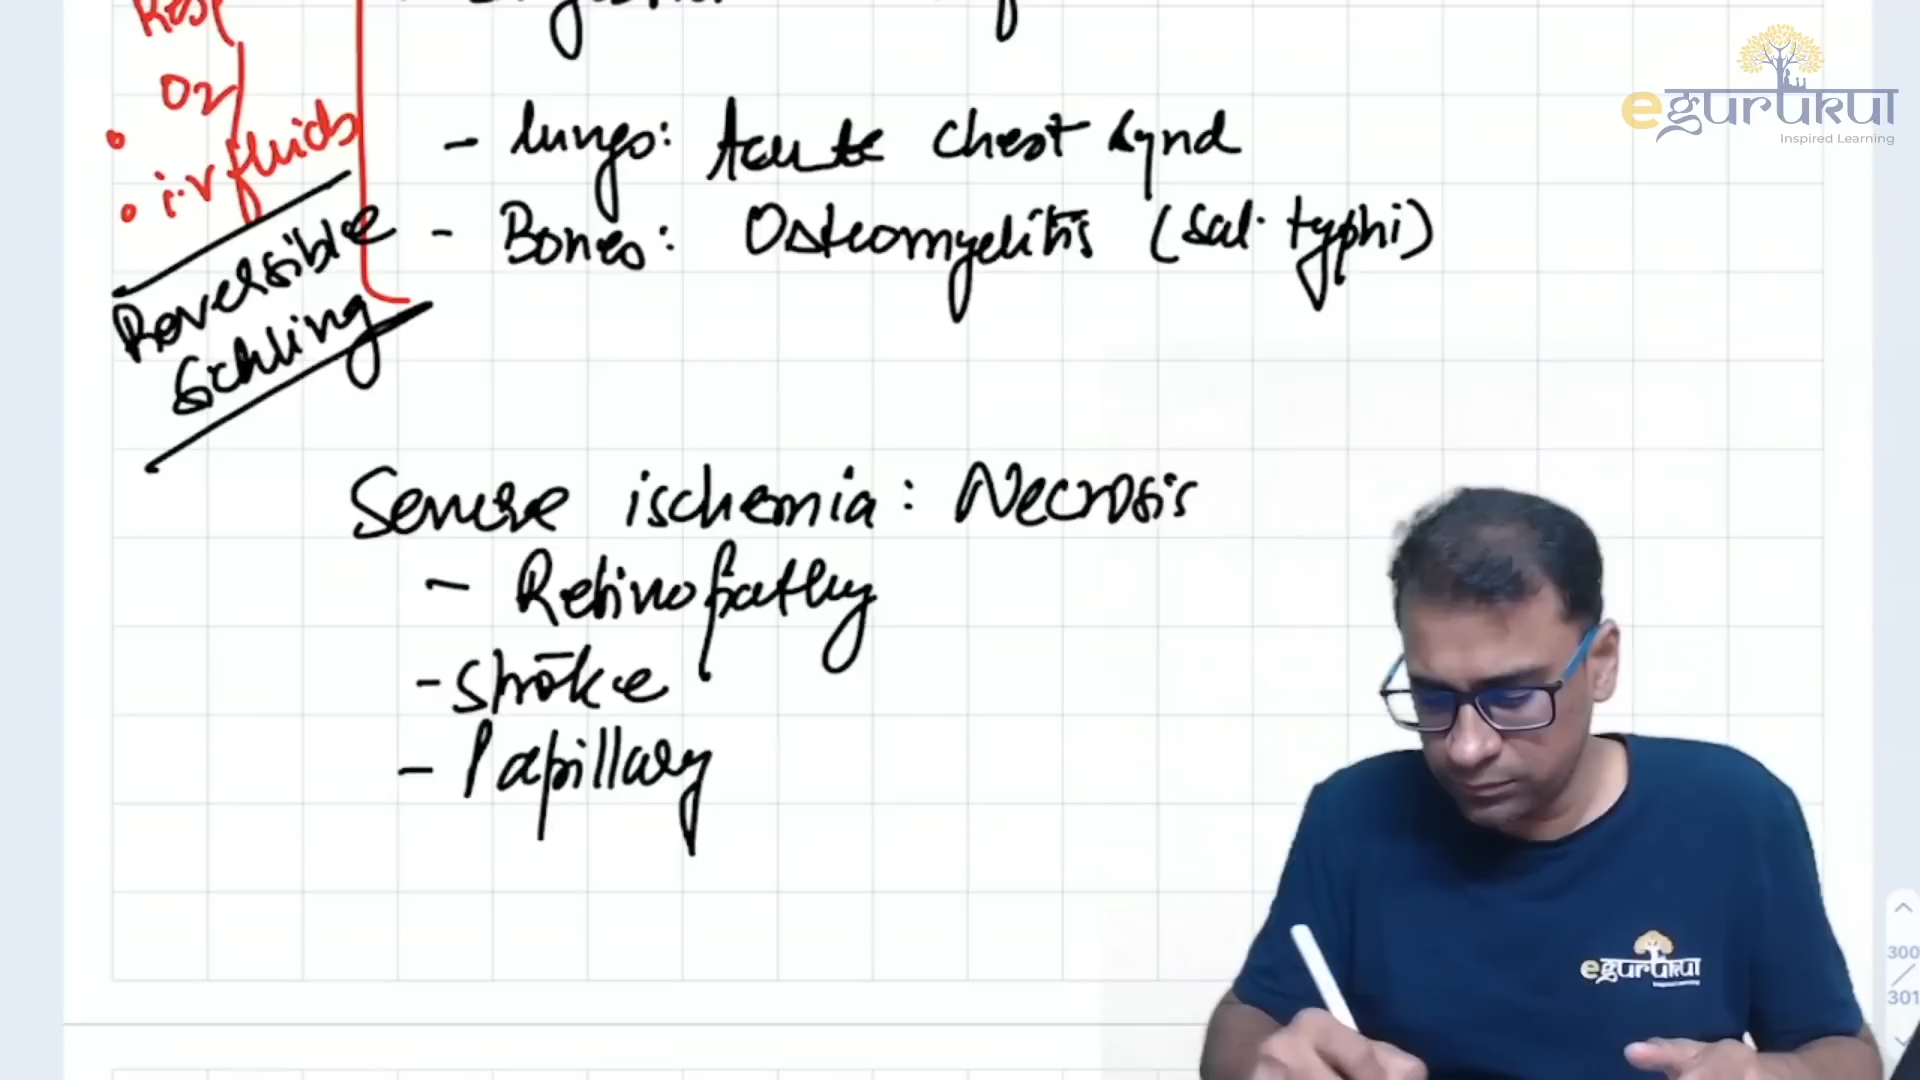 O2
• i.v fluids
Reversible
Sickling
- lungs: Acute Chest Synd
- Bones: Osteomyelitis (Sal. typhi)
Severe ischemia: Necrosis
- Retinopathy
- Stroke
- Papillary
egurukul
Inspired Learning
egurukul
300
301